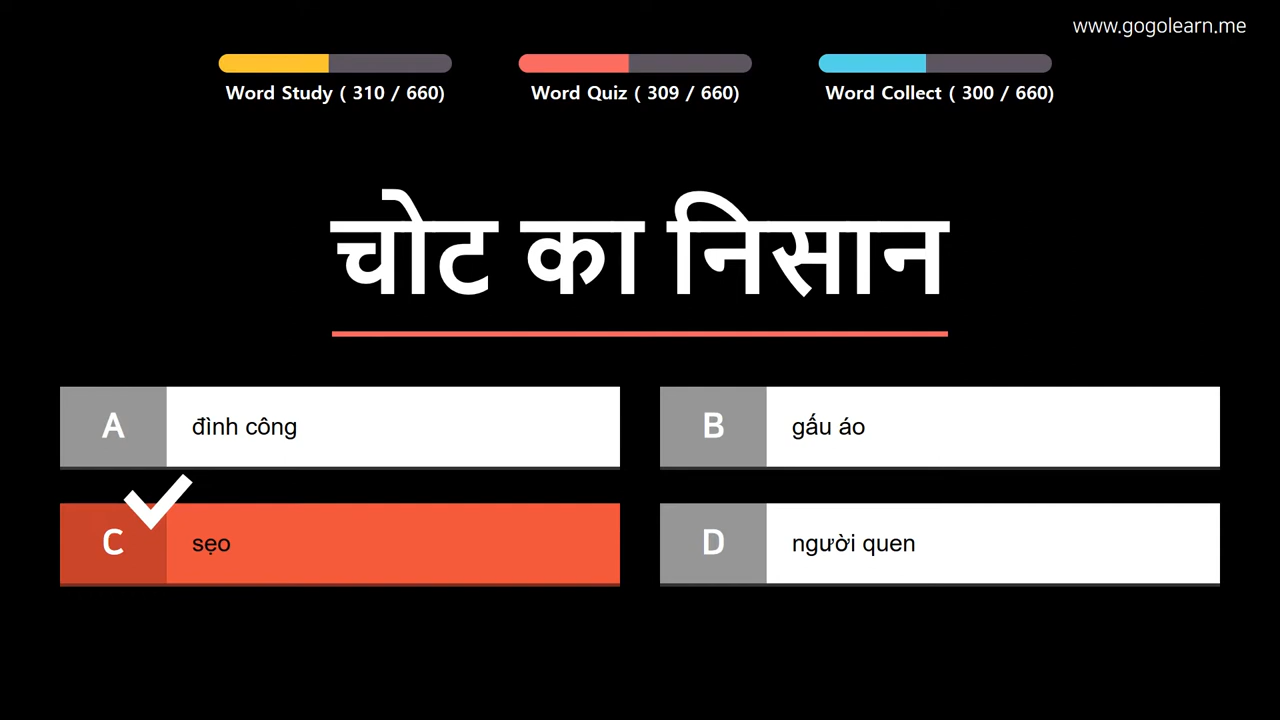 www.gogolearn.me
Word Study ( 310 / 660)
Word Quiz ( 309 / 660)
Word Collect ( 300 / 660)
चोट का निसान
A
đình công
B
gấu áo
C
sẹo
D
người quen